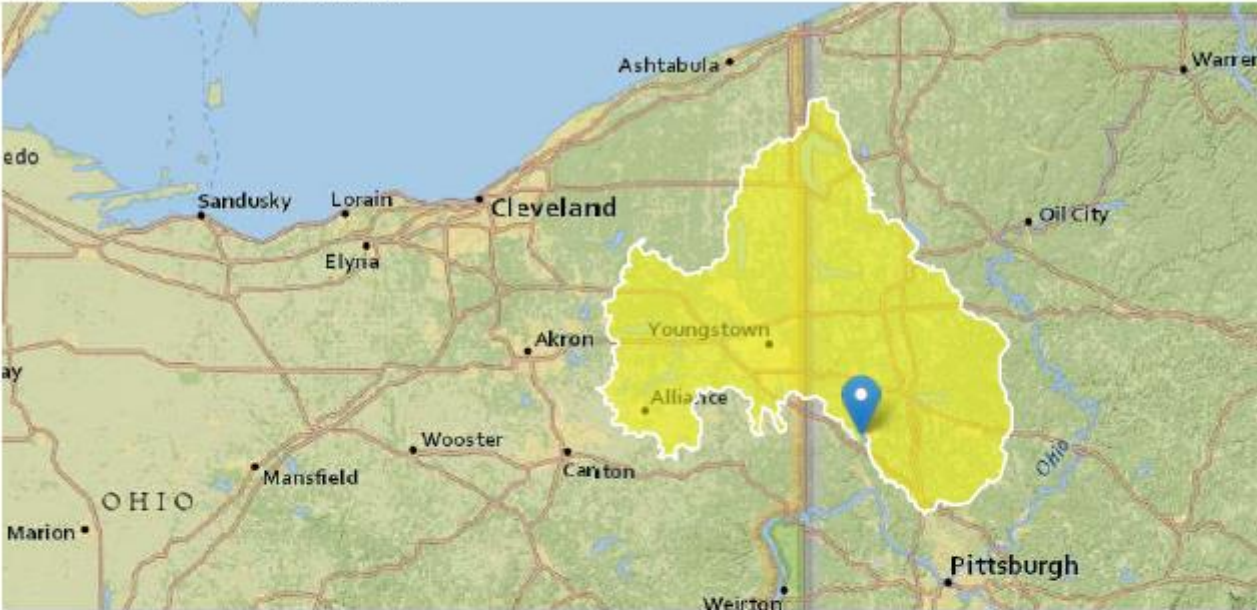 Ashtabula
Warren
edo
Sandusky
Lorain
Cleveland
Oil City
Elyria
Youngstown
Akron
ay
Alliance
Wooster
Canton
Ohio
Mansfield
OHIO
Marion
Pittsburgh
Weirton